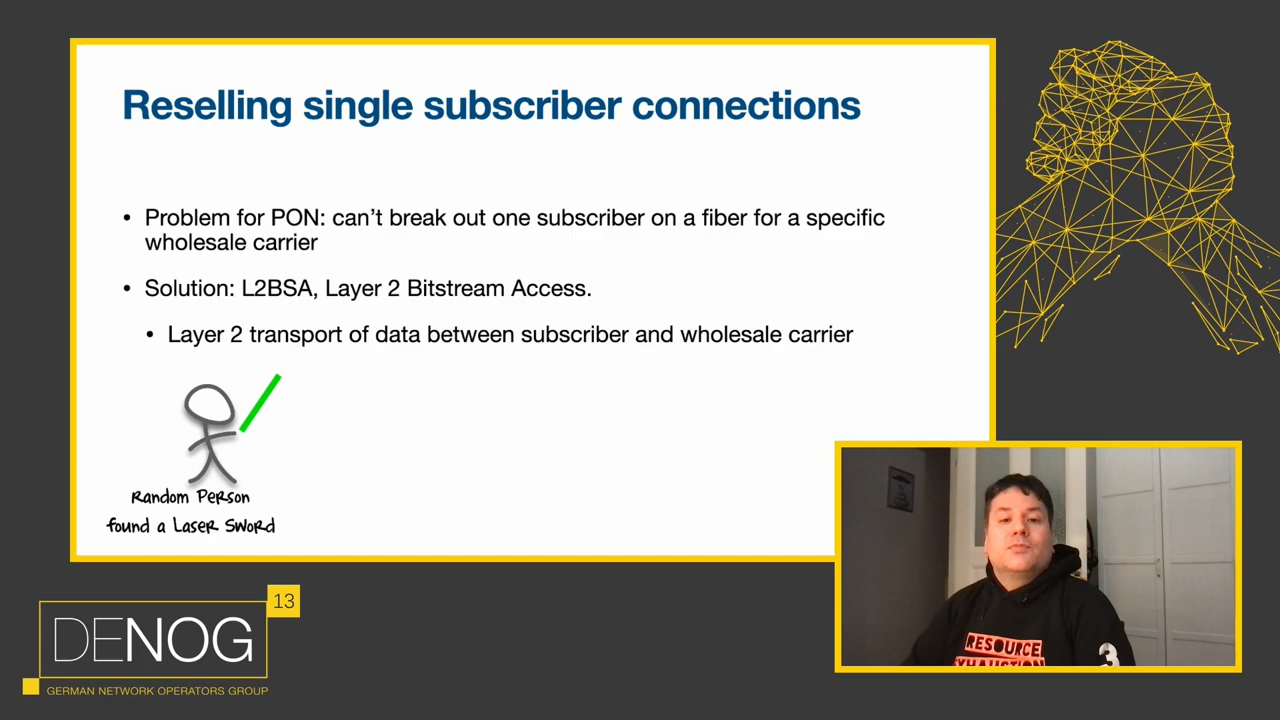 Reselling single subscriber connections
• Problem for PON: can’t break out one subscriber on a fiber for a specific
wholesale carrier
• Solution: L2BSA, Layer 2 Bitstream Access.
• Layer 2 transport of data between subscriber and wholesale carrier
Random Person
found a Laser Sword
RESOURCE
EXHAUSTION
3
13
DENOG
GERMAN NETWORK OPERATORS GROUP